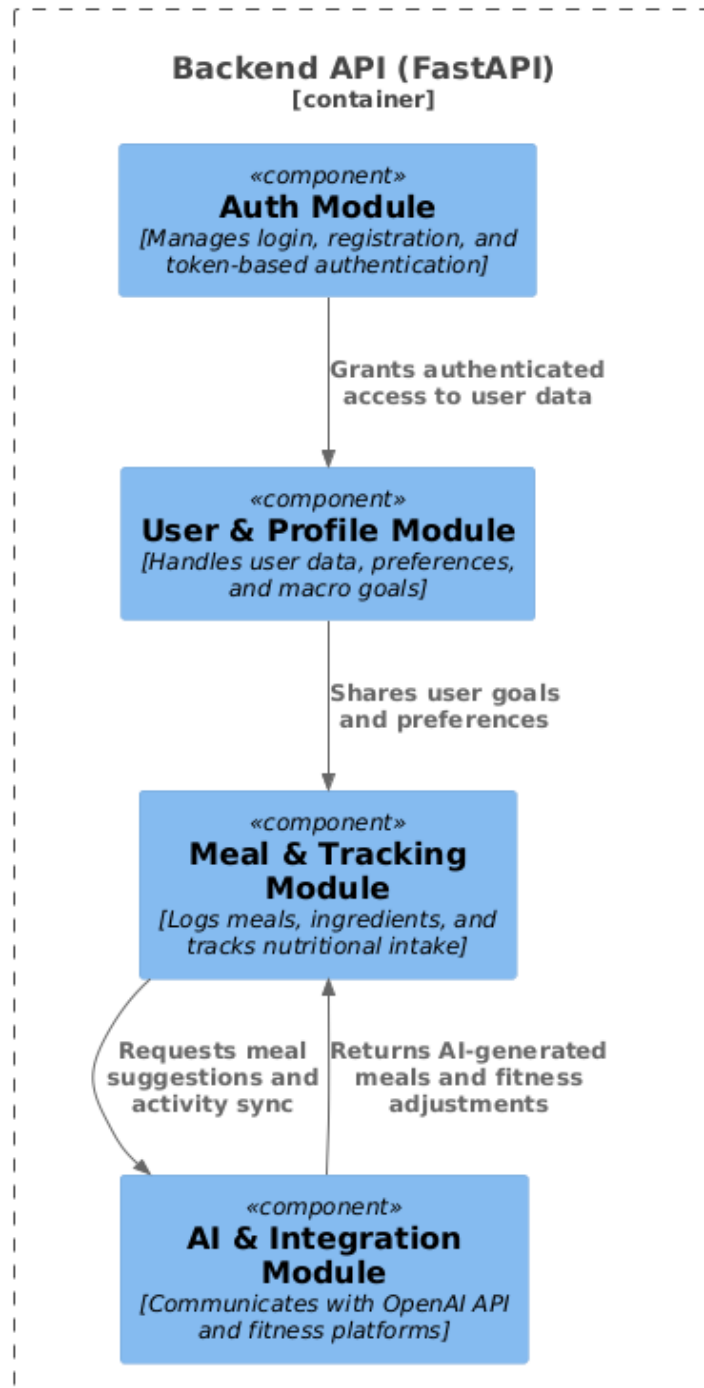 Backend API (FastAPI)
[container]
«component»
Auth Module
[Manages login, registration, and
token-based authentication]
Grants authenticated
access to user data
«component»
User & Profile Module
[Handles user data, preferences,
and macro goals]
Shares user goals
and preferences
«component»
Meal & Tracking
Module
[Logs meals, ingredients, and
tracks nutritional intake]
Requests meal
suggestions and
activity sync
Returns AI-generated
meals and fitness
adjustments
«component»
AI & Integration
Module
[Communicates with OpenAI API
and fitness platforms]